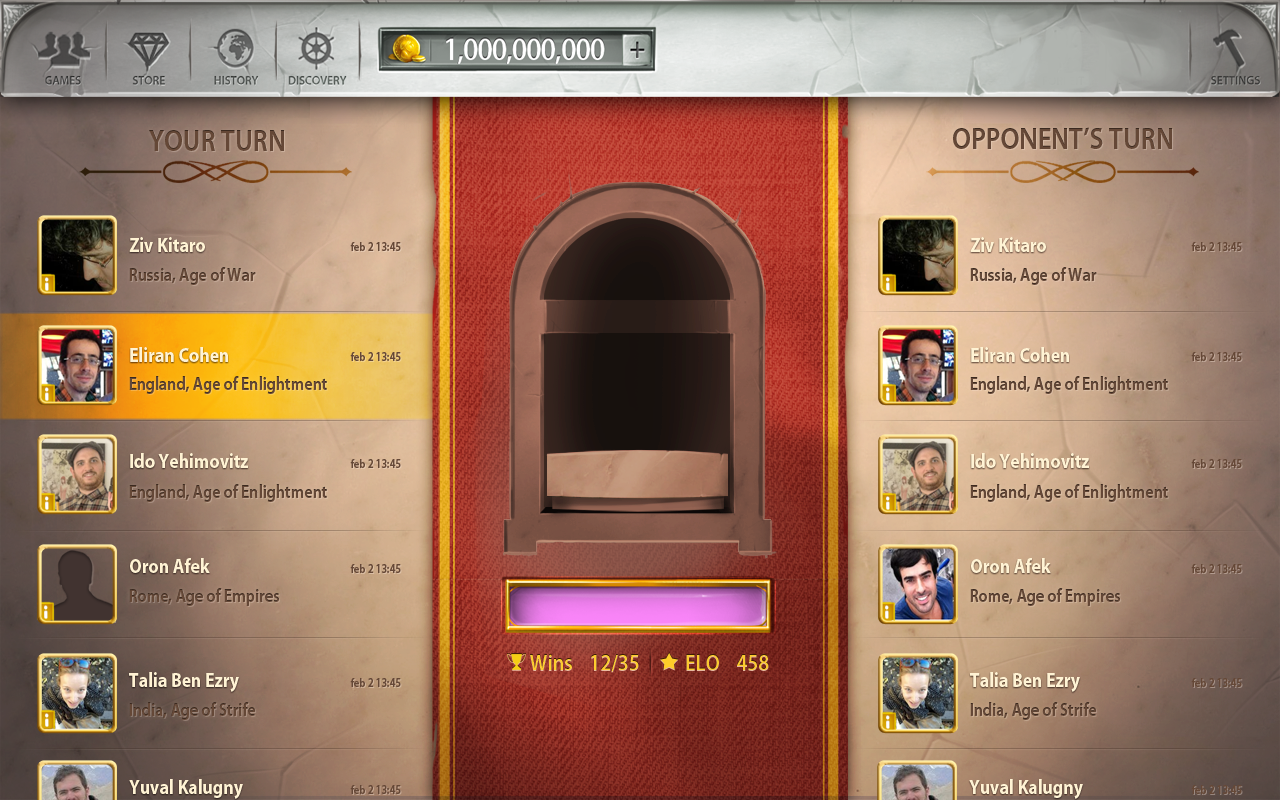 GAMES
STORE
HISTORY
DISCOVERY
1,000,000,000 +
SETTINGS
YOUR TURN
Ziv Kitaro feb 2 13:45
Russia, Age of War
Eliran Cohen feb 2 13:45
England, Age of Enlightment
Ido Yehimovitz feb 2 13:45
England, Age of Enlightment
Oron Afek feb 2 13:45
Rome, Age of Empires
Talia Ben Ezry feb 2 13:45
India, Age of Strife
Yuval Kalugny feb 2 13:45
Wins 12/35 ELO 458
OPPONENT'S TURN
Ziv Kitaro feb 2 13:45
Russia, Age of War
Eliran Cohen feb 2 13:45
England, Age of Enlightment
Ido Yehimovitz feb 2 13:45
England, Age of Enlightment
Oron Afek feb 2 13:45
Rome, Age of Empires
Talia Ben Ezry feb 2 13:45
India, Age of Strife
Yuval Kalugny feb 2 13:45